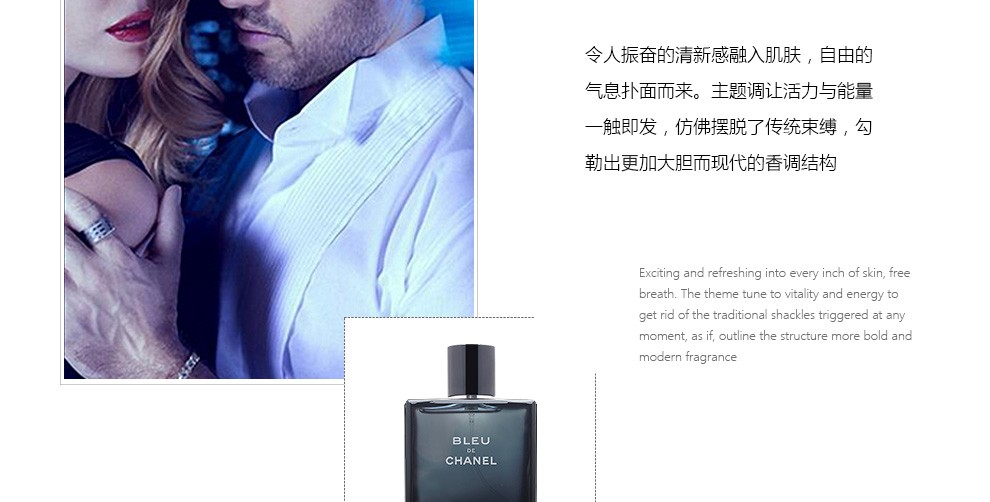 令人振奋的清新感融入肌肤，自由的
气息扑面而来。主题调让活力与能量
一触即发，仿佛摆脱了传统束缚，勾
勒出更加大胆而现代的香调结构
Exciting and refreshing into every inch of skin, free
breath. The theme tune to vitality and energy to
get rid of the traditional shackles triggered at any
moment, as if, outline the structure more bold and
modern fragrance
BLEU
DE
CHANEL